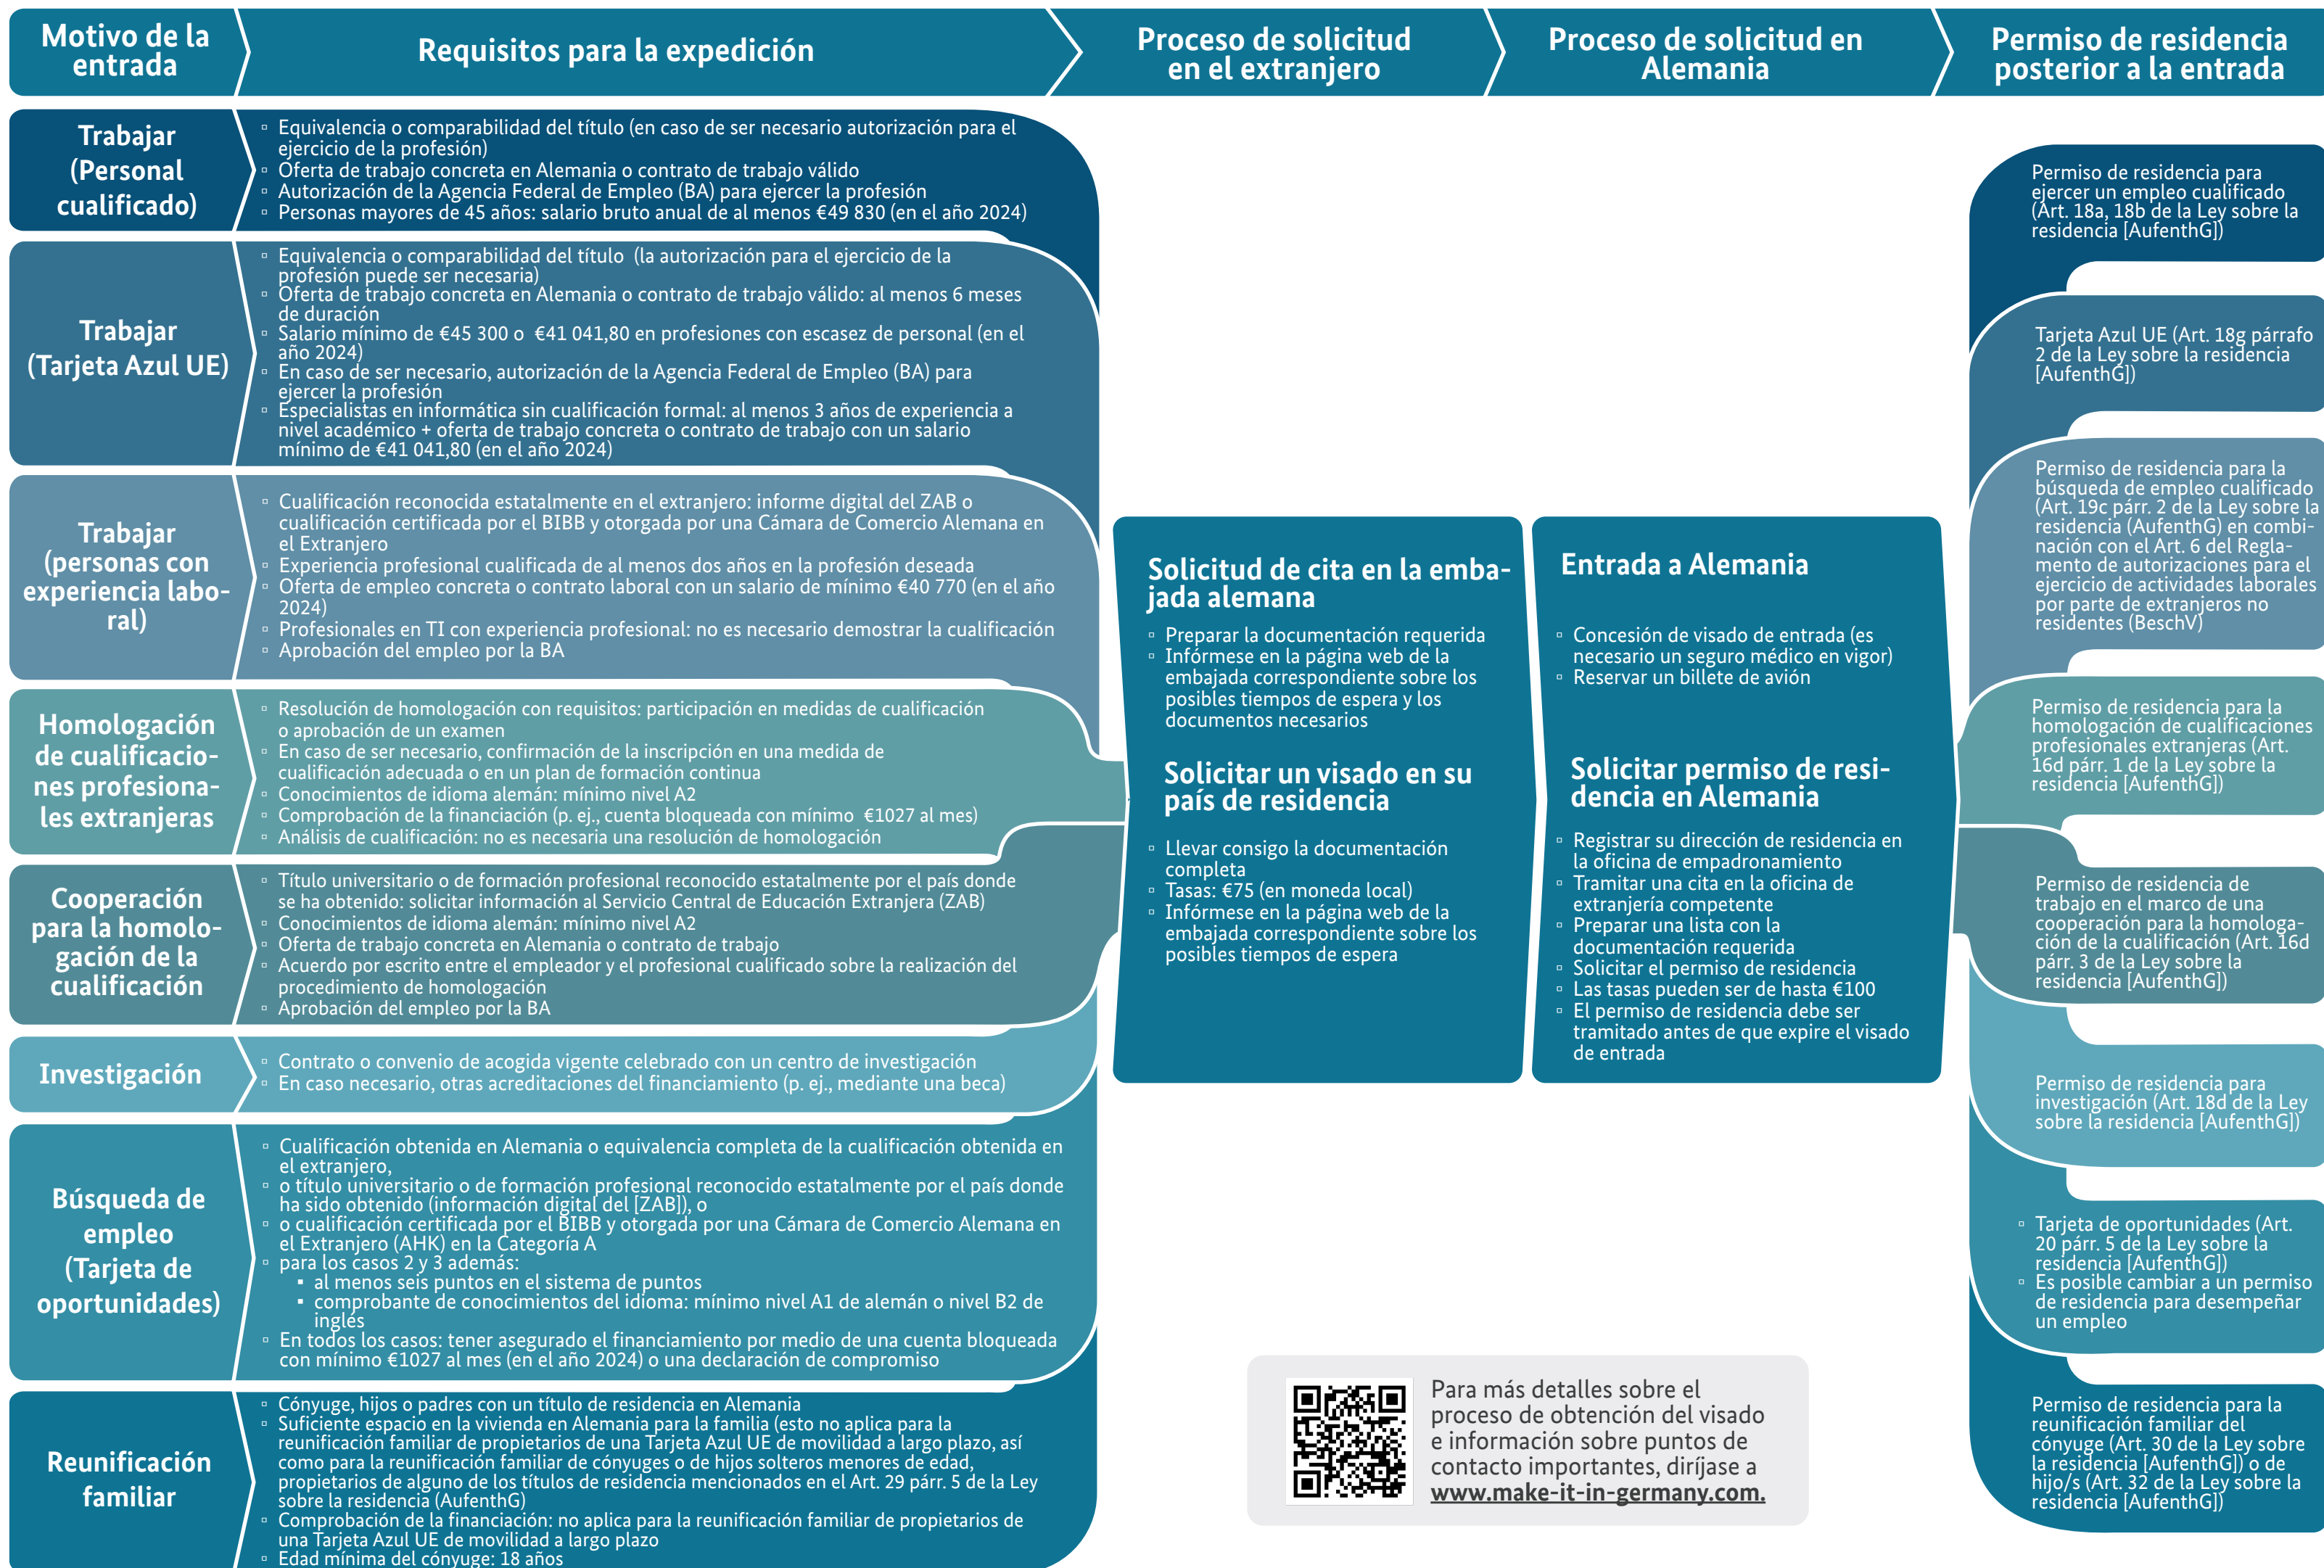 Motivo de la
entrada
Requisitos para la expedición
Proceso de solicitud
en el extranjero
Proceso de solicitud en
Alemania
Permiso de residencia
posterior a la entrada
Trabajar
(Personal
cualificado)
▫ Equivalencia o comparabilidad del título (en caso de ser necesario autorización para el
ejercicio de la profesión)
▫ Oferta de trabajo concreta en Alemania o contrato de trabajo válido
▫ Autorización de la Agencia Federal de Empleo (BA) para ejercer la profesión
▫ Personas mayores de 45 años: salario bruto anual de al menos €49 830 (en el año 2024)
Trabajar
(Tarjeta Azul UE)
▫ Equivalencia o comparabilidad del título (la autorización para el ejercicio de la
profesión puede ser necesaria)
▫ Oferta de trabajo concreta en Alemania o contrato de trabajo válido: al menos 6 meses
de duración
▫ Salario mínimo de €45 300 o €41 041,80 en profesiones con escasez de personal (en el
año 2024)
▫ En caso de ser necesario, autorización de la Agencia Federal de Empleo (BA) para
ejercer la profesión
▫ Especialistas en informática sin cualificación formal: al menos 3 años de experiencia a
nivel académico + oferta de trabajo concreta o contrato de trabajo con un salario
mínimo de €41 041,80 (en el año 2024)
Trabajar
(personas con
experiencia labo-
ral)
▫ Cualificación reconocida estatalmente en el extranjero: informe digital del ZAB o
cualificación certificada por el BIBB y otorgada por una Cámara de Comercio Alemana en
el Extranjero
▫ Experiencia profesional cualificada de al menos dos años en la profesión deseada
▫ Oferta de empleo concreta o contrato laboral con un salario de mínimo €40 770 (en el año
2024)
▫ Profesionales en TI con experiencia profesional: no es necesario demostrar la cualificación
▫ Aprobación del empleo por la BA
Homologación
de cualificacio-
nes profesiona-
les extranjeras
▫ Resolución de homologación con requisitos: participación en medidas de cualificación
o aprobación de un examen
▫ En caso de ser necesario, confirmación de la inscripción en una medida de
cualificación adecuada o en un plan de formación continua
▫ Conocimientos de idioma alemán: mínimo nivel A2
▫ Comprobación de la financiación (p. ej., cuenta bloqueada con mínimo €1027 al mes)
▫ Análisis de cualificación: no es necesaria una resolución de homologación
Cooperación
para la homolo-
gación de la
cualificación
▫ Título universitario o de formación profesional reconocido estatalmente por el país donde
se ha obtenido: solicitar información al Servicio Central de Educación Extranjera (ZAB)
▫ Conocimientos de idioma alemán: mínimo nivel A2
▫ Oferta de trabajo concreta en Alemania o contrato de trabajo
▫ Acuerdo por escrito entre el empleador y el profesional cualificado sobre la realización del
procedimiento de homologación
▫ Aprobación del empleo por la BA
Investigación
▫ Contrato o convenio de acogida vigente celebrado con un centro de investigación
▫ En caso necesario, otras acreditaciones del financiamiento (p. ej., mediante una beca)
Búsqueda de
empleo
(Tarjeta de
oportunidades)
▫ Cualificación obtenida en Alemania o equivalencia completa de la cualificación obtenida en
el extranjero,
▫ o título universitario o de formación profesional reconocido estatalmente por el país donde
ha sido obtenido (información digital del [ZAB]), o
▫ o cualificación certificada por el BIBB y otorgada por una Cámara de Comercio Alemana en
el Extranjero (AHK) en la Categoría A
▫ para los casos 2 y 3 además:
▪ al menos seis puntos en el sistema de puntos
▪ comprobante de conocimientos del idioma: mínimo nivel A1 de alemán o nivel B2 de
inglés
▫ En todos los casos: tener asegurado el financiamiento por medio de una cuenta bloqueada
con mínimo €1027 al mes (en el año 2024) o una declaración de compromiso
Reunificación
familiar
▫ Cónyuge, hijos o padres con un título de residencia en Alemania
▫ Suficiente espacio en la vivienda en Alemania para la familia (esto no aplica para la
reunificación familiar de propietarios de una Tarjeta Azul UE de movilidad a largo plazo, así
como para la reunificación familiar de cónyuges o de hijos solteros menores de edad,
propietarios de alguno de los títulos de residencia mencionados en el Art. 29 párr. 5 de la Ley
sobre la residencia (AufenthG)
▫ Comprobación de la financiación: no aplica para la reunificación familiar de propietarios de
una Tarjeta Azul UE de movilidad a largo plazo
▫ Edad mínima del cónyuge: 18 años
Solicitud de cita en la emba-
jada alemana
▫ Preparar la documentación requerida
▫ Infórmese en la página web de la
embajada correspondiente sobre los
posibles tiempos de espera y los
documentos necesarios
Solicitar un visado en su
país de residencia
▫ Llevar consigo la documentación
completa
▫ Tasas: €75 (en moneda local)
▫ Infórmese en la página web de la
embajada correspondiente sobre los
posibles tiempos de espera
Entrada a Alemania
▫ Concesión de visado de entrada (es
necesario un seguro médico en vigor)
▫ Reservar un billete de avión
Solicitar permiso de resi-
dencia en Alemania
▫ Registrar su dirección de residencia en
la oficina de empadronamiento
▫ Tramitar una cita en la oficina de
extranjería competente
▫ Preparar una lista con la
documentación requerida
▫ Solicitar el permiso de residencia
▫ Las tasas pueden ser de hasta €100
▫ El permiso de residencia debe ser
tramitado antes de que expire el visado
de entrada
Permiso de residencia para
ejercer un empleo cualificado
(Art. 18a, 18b de la Ley sobre la
residencia [AufenthG])
Tarjeta Azul UE (Art. 18g párrafo
2 de la Ley sobre la residencia
[AufenthG])
Permiso de residencia para la
búsqueda de empleo cualificado
(Art. 19c párr. 2 de la Ley sobre la
residencia (AufenthG) en combi-
nación con el Art. 6 del Regla-
mento de autorizaciones para el
ejercicio de actividades laborales
por parte de extranjeros no
residentes (BeschV)
Permiso de residencia para la
homologación de cualificaciones
profesionales extranjeras (Art.
16d párr. 1 de la Ley sobre la
residencia [AufenthG])
Permiso de residencia de
trabajo en el marco de una
cooperación para la homologa-
ción de la cualificación (Art. 16d
párr. 3 de la Ley sobre la
residencia [AufenthG])
Permiso de residencia para
investigación (Art. 18d de la Ley
sobre la residencia [AufenthG])
▫ Tarjeta de oportunidades (Art.
20 párr. 5 de la Ley sobre la
residencia [AufenthG])
▫ Es posible cambiar a un permiso
de residencia para desempeñar
un empleo
Permiso de residencia para la
reunificación familiar del
cónyuge (Art. 30 de la Ley sobre
la residencia [AufenthG]) o de
hijo/s (Art. 32 de la Ley sobre la
residencia [AufenthG])
Para más detalles sobre el
proceso de obtención del visado
e información sobre puntos de
contacto importantes, diríjase a
www.make-it-in-germany.com.